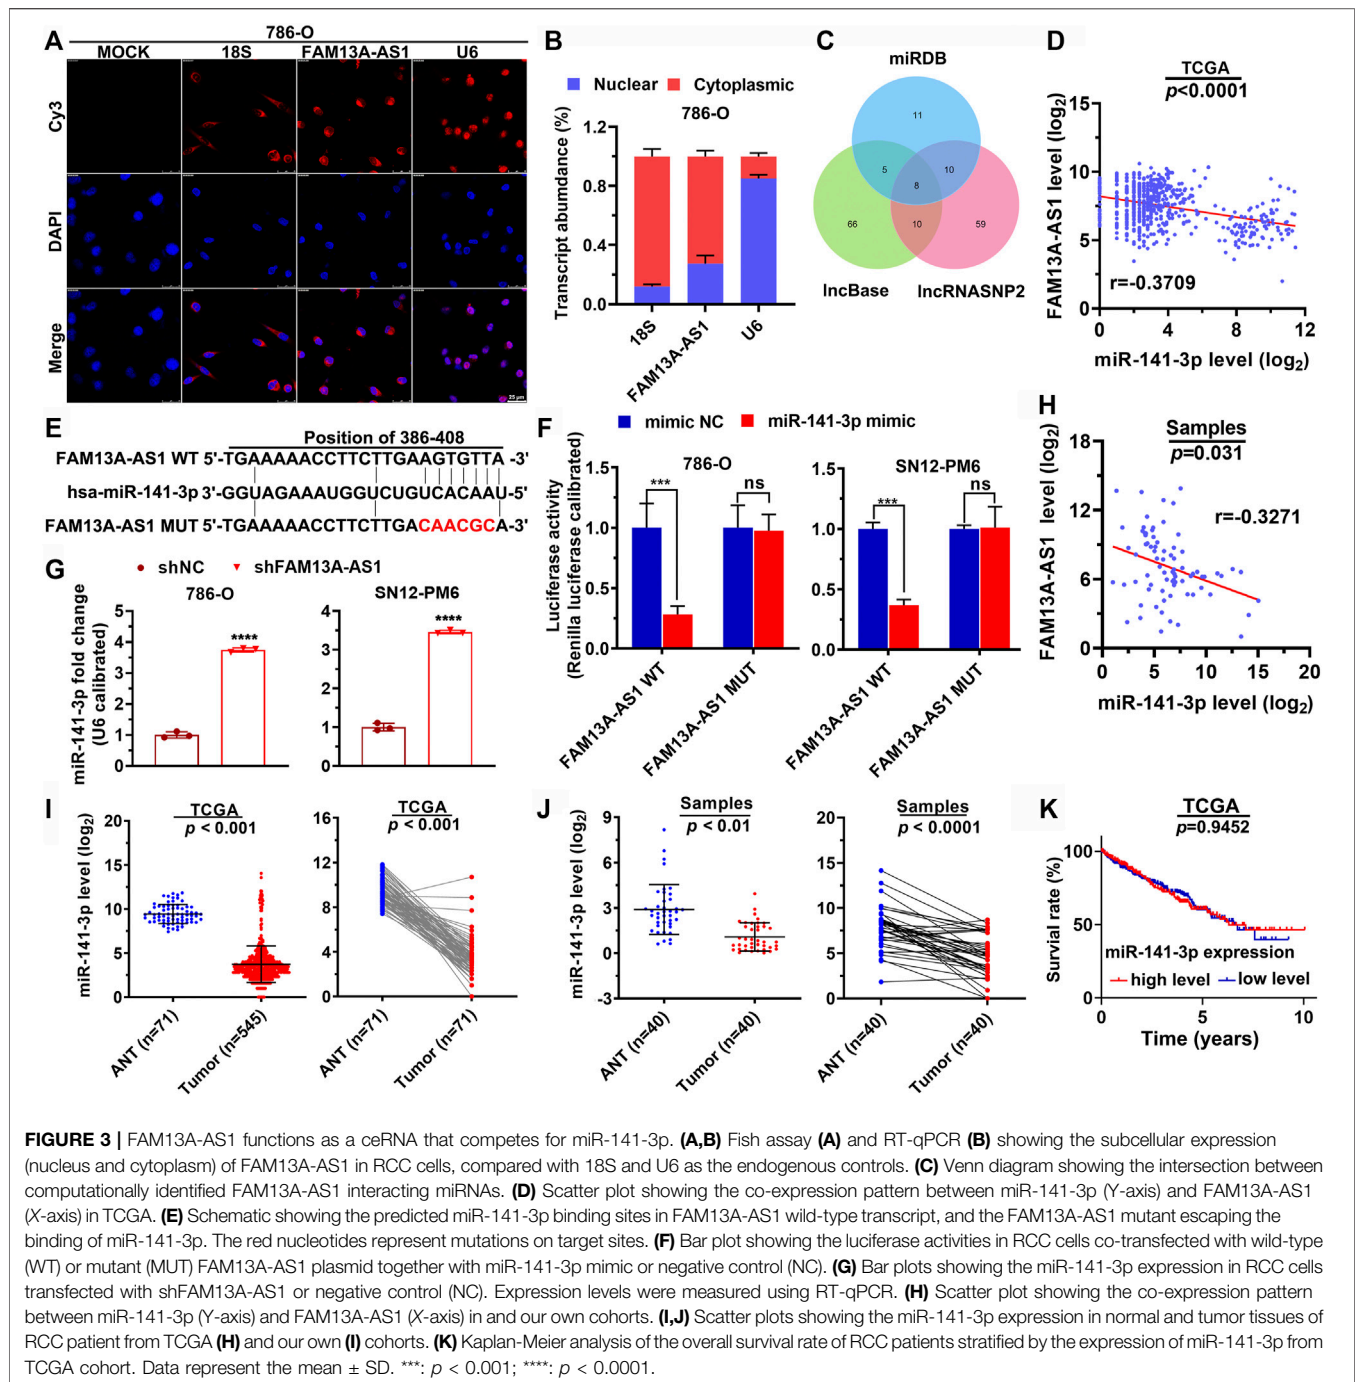 A
786-O
MOCK 18S FAM13A-AS1 U6
Cy3
DAPI
Merge
25 μm
B
Nuclear Cytoplasmic
786-O
Transcript abumdance (%)
1.2
0.8
0.4
0.0
18S
FAM13A-AS1
U6
C
miRDB
11
5
10
8
66
10
59
lncBase
lncRNASNP2
D
TCGA
p<0.0001
FAM13A-AS1 level (log2)
15
10
5
0
r=-0.3709
0 4 8 12
miR-141-3p level (log2)
E
Position of 386-408
FAM13A-AS1 WT 5'-TGAAAAACCTTCTTGAAGTGTTA -3'
hsa-miR-141-3p 3'-GGUAGAAAUGGUCUGUCACAAU-5'
FAM13A-AS1 MUT 5'-TGAAAAACCTTCTTGACAACGCA-3'
F
mimic NC miR-141-3p mimic
Luciferase activity
(Renilla luciferase calibrated)
786-O
1.5
1.0
0.5
0.0
*** ns
FAM13A-AS1 WT
FAM13A-AS1 MUT
SN12-PM6
1.5
1.0
0.5
0.0
*** ns
FAM13A-AS1 WT
FAM13A-AS1 MUT
G
shNC shFAM13A-AS1
miR-141-3p fold change
(U6 calibrated)
786-O
5
4
3
2
1
0
****
SN12-PM6
4
3
2
1
0
****
H
Samples
p=0.031
FAM13A-AS1 level (log2)
18
12
6
0
r=-0.3271
0 5 10 15 20
miR-141-3p level (log2)
I
miR-141-3p level (log2)
TCGA
p < 0.001
20
15
10
5
0
ANT (n=71)
Tumor (n=545)
TCGA
p < 0.001
16
12
8
4
0
ANT (n=71)
Tumor (n=71)
J
miR-141-3p level (log2)
Samples
p < 0.01
9
6
3
0
-3
ANT (n=40)
Tumor (n=40)
Samples
p < 0.0001
20
15
10
5
0
ANT (n=40)
Tumor (n=40)
K
TCGA
p=0.9452
Survial rate (%)
100
50
0
miR-141-3p expression
high level low level
0 5 10
Time (years)
FIGURE 3 | FAM13A-AS1 functions as a ceRNA that competes for miR-141-3p. (A,B) Fish assay (A) and RT-qPCR (B) showing the subcellular expression
(nucleus and cytoplasm) of FAM13A-AS1 in RCC cells, compared with 18S and U6 as the endogenous controls. (C) Venn diagram showing the intersection between
computationally identified FAM13A-AS1 interacting miRNAs. (D) Scatter plot showing the co-expression pattern between miR-141-3p (Y-axis) and FAM13A-AS1
(X-axis) in TCGA. (E) Schematic showing the predicted miR-141-3p binding sites in FAM13A-AS1 wild-type transcript, and the FAM13A-AS1 mutant escaping the
binding of miR-141-3p. The red nucleotides represent mutations on target sites. (F) Bar plot showing the luciferase activities in RCC cells co-transfected with wild-type
(WT) or mutant (MUT) FAM13A-AS1 plasmid together with miR-141-3p mimic or negative control (NC). (G) Bar plots showing the miR-141-3p expression in RCC cells
transfected with shFAM13A-AS1 or negative control (NC). Expression levels were measured using RT-qPCR. (H) Scatter plot showing the co-expression pattern
between miR-141-3p (Y-axis) and FAM13A-AS1 (X-axis) in and our own cohorts. (I,J) Scatter plots showing the miR-141-3p expression in normal and tumor tissues of
RCC patient from TCGA (H) and our own (I) cohorts. (K) Kaplan-Meier analysis of the overall survival rate of RCC patients stratified by the expression of miR-141-3p from
TCGA cohort. Data represent the mean ± SD. ***: p < 0.001; ****: p < 0.0001.